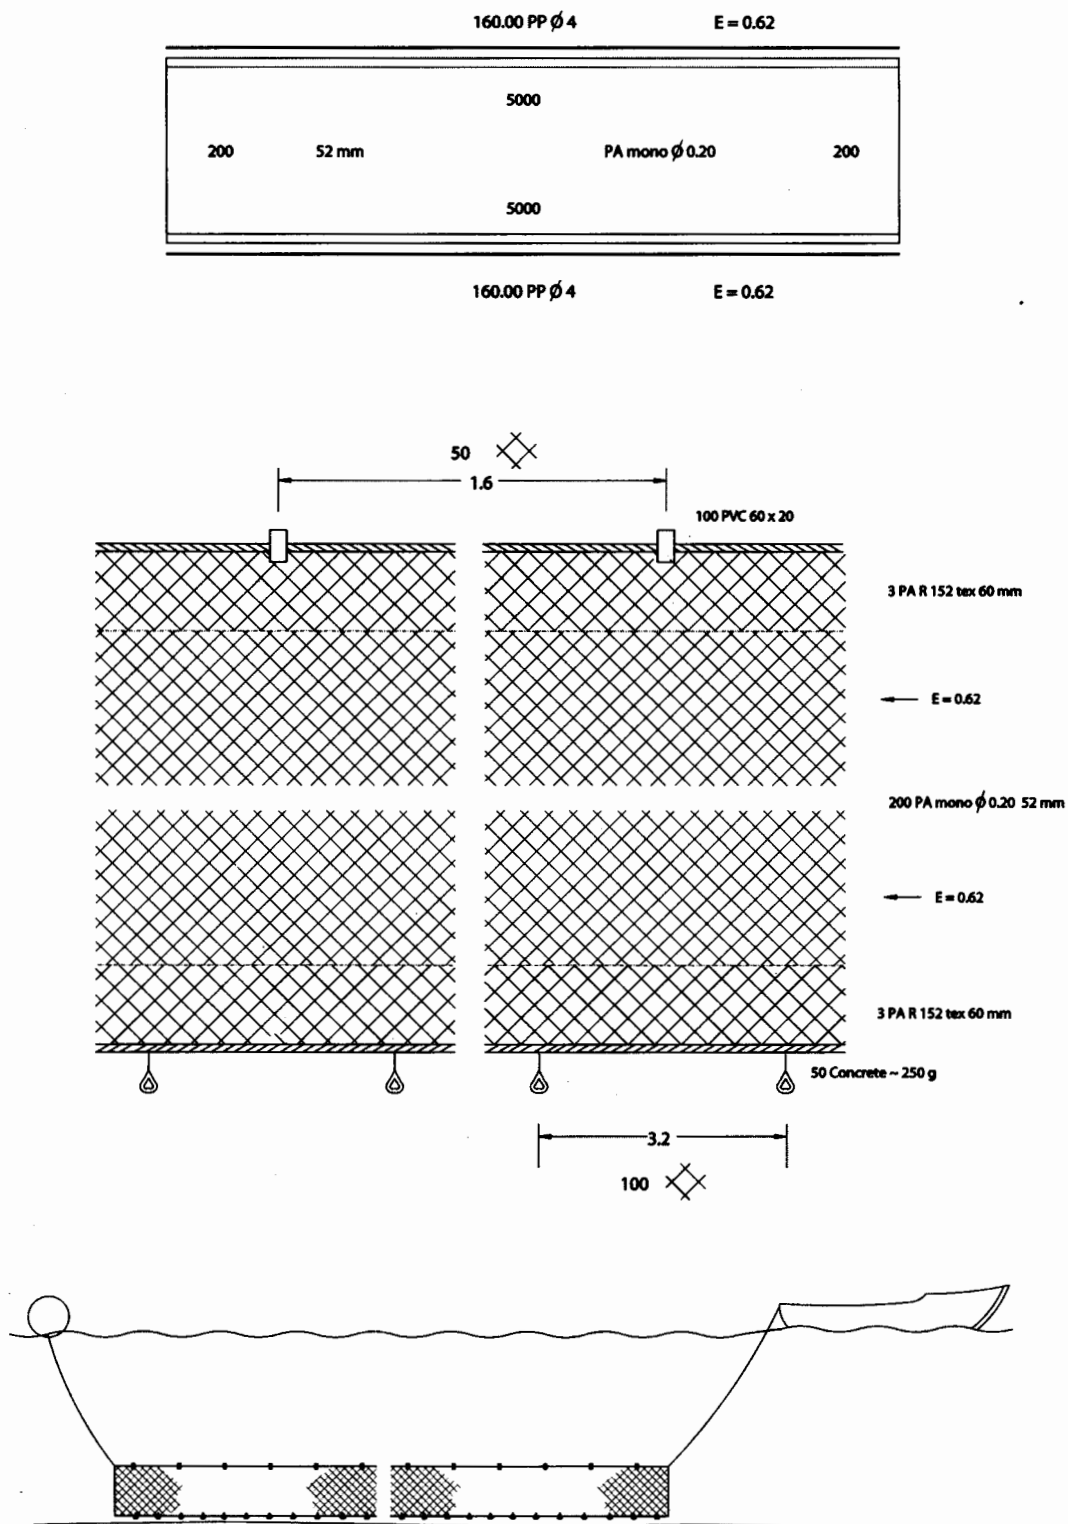 160.00 PP Ø 4 E = 0.62
5000
200 52 mm PA mono Ø 0.20 200
5000
160.00 PP Ø 4 E = 0.62
50
1.6
100 PVC 60 x 20
3 PA R 152 tex 60 mm
E = 0.62
200 PA mono Ø 0.20 52 mm
E = 0.62
3 PA R 152 tex 60 mm
50 Concrete ~ 250 g
3.2
100